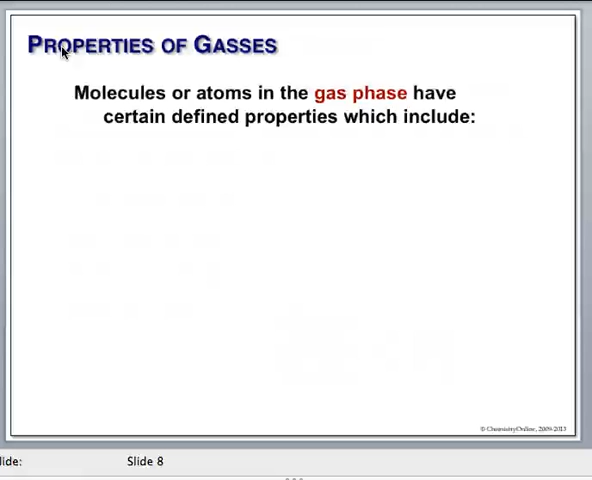 PROPERTIES OF GASSES
Molecules or atoms in the gas phase have
certain defined properties which include:
© ChemistryOnline, 2009-2013
lide:
Slide 8